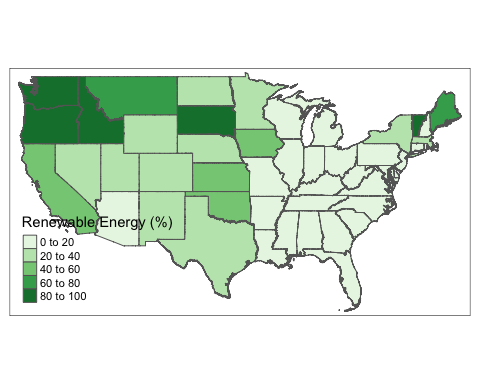 Renewable Energy (%)
0 to 20
20 to 40
40 to 60
60 to 80
80 to 100